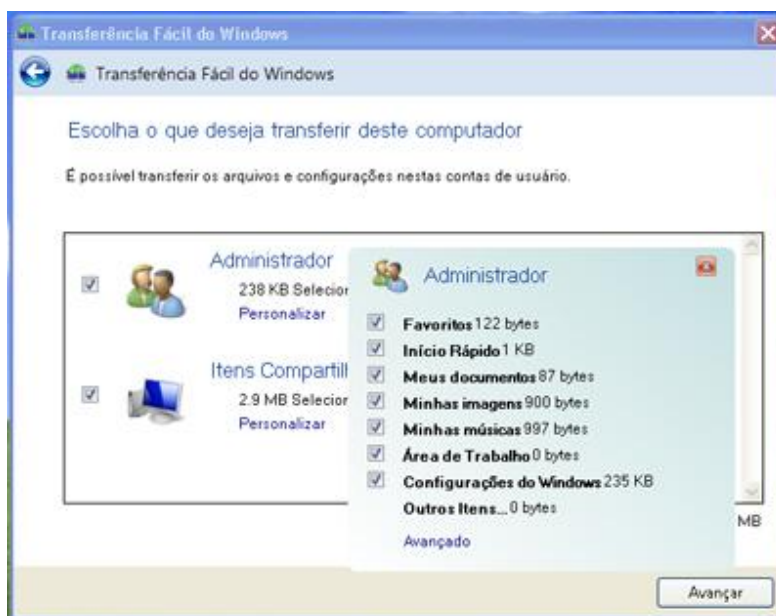 Transferência Fácil do Windows
Transferência Fácil do Windows
Escolha o que deseja transferir deste computador
É possível transferir os arquivos e configurações nestas contas de usuário.
Administrador
238 KB Selecior
Personalizar
Itens Compartill
2.9 MB Selecior
Personalizar
Administrador
Favoritos 122 bytes
Início Rápido 1 KB
Meus documentos 87 bytes
Minhas imagens 900 bytes
Minhas músicas 997 bytes
Área de Trabalho 0 bytes
Configurações do Windows 235 KB
Outros Itens... 0 bytes
Avançado
MB
Avançar